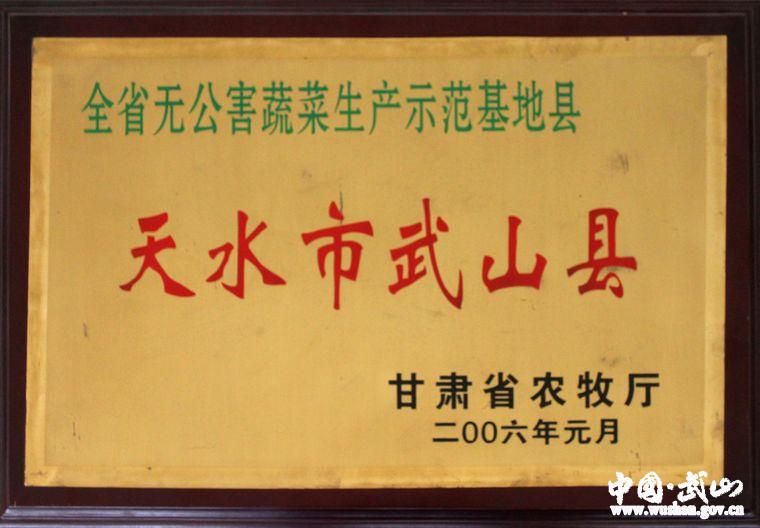 全省无公害蔬菜生产示范基地县
天水市武山县
甘肃省农牧厅
二00六年元月
中国·武山
www.wushan.gov.cn